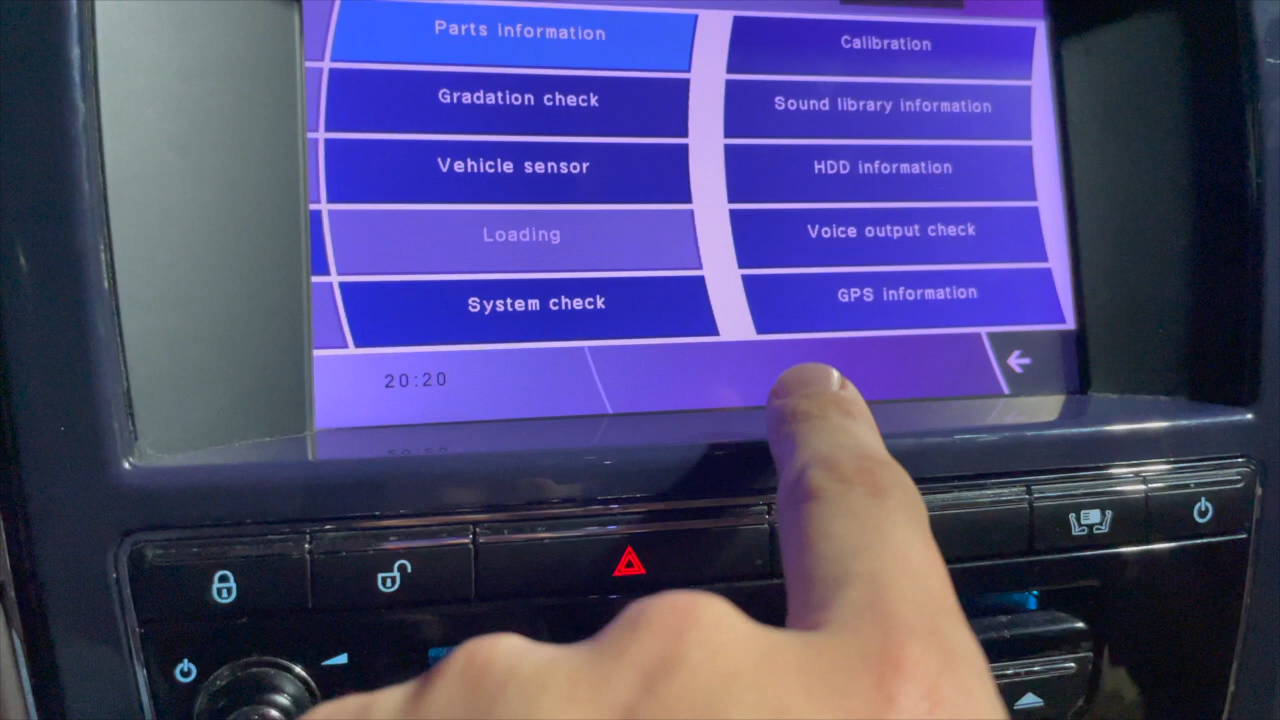 Parts information
Gradation check
Vehicle sensor
Loading
System check
Calibration
Sound library information
HDD information
Voice output check
GPS information
20:20